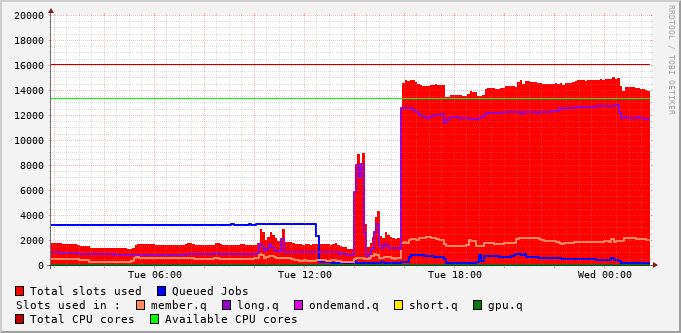 RRDTOOL / TOBI OETIKER
20000
18000
16000
14000
12000
10000
8000
6000
4000
2000
0
Tue 06:00 Tue 12:00 Tue 18:00 Wed 00:00
Total slots used Queued Jobs
Slots used in : member.q long.q ondemand.q short.q gpu.q
Total CPU cores Available CPU cores